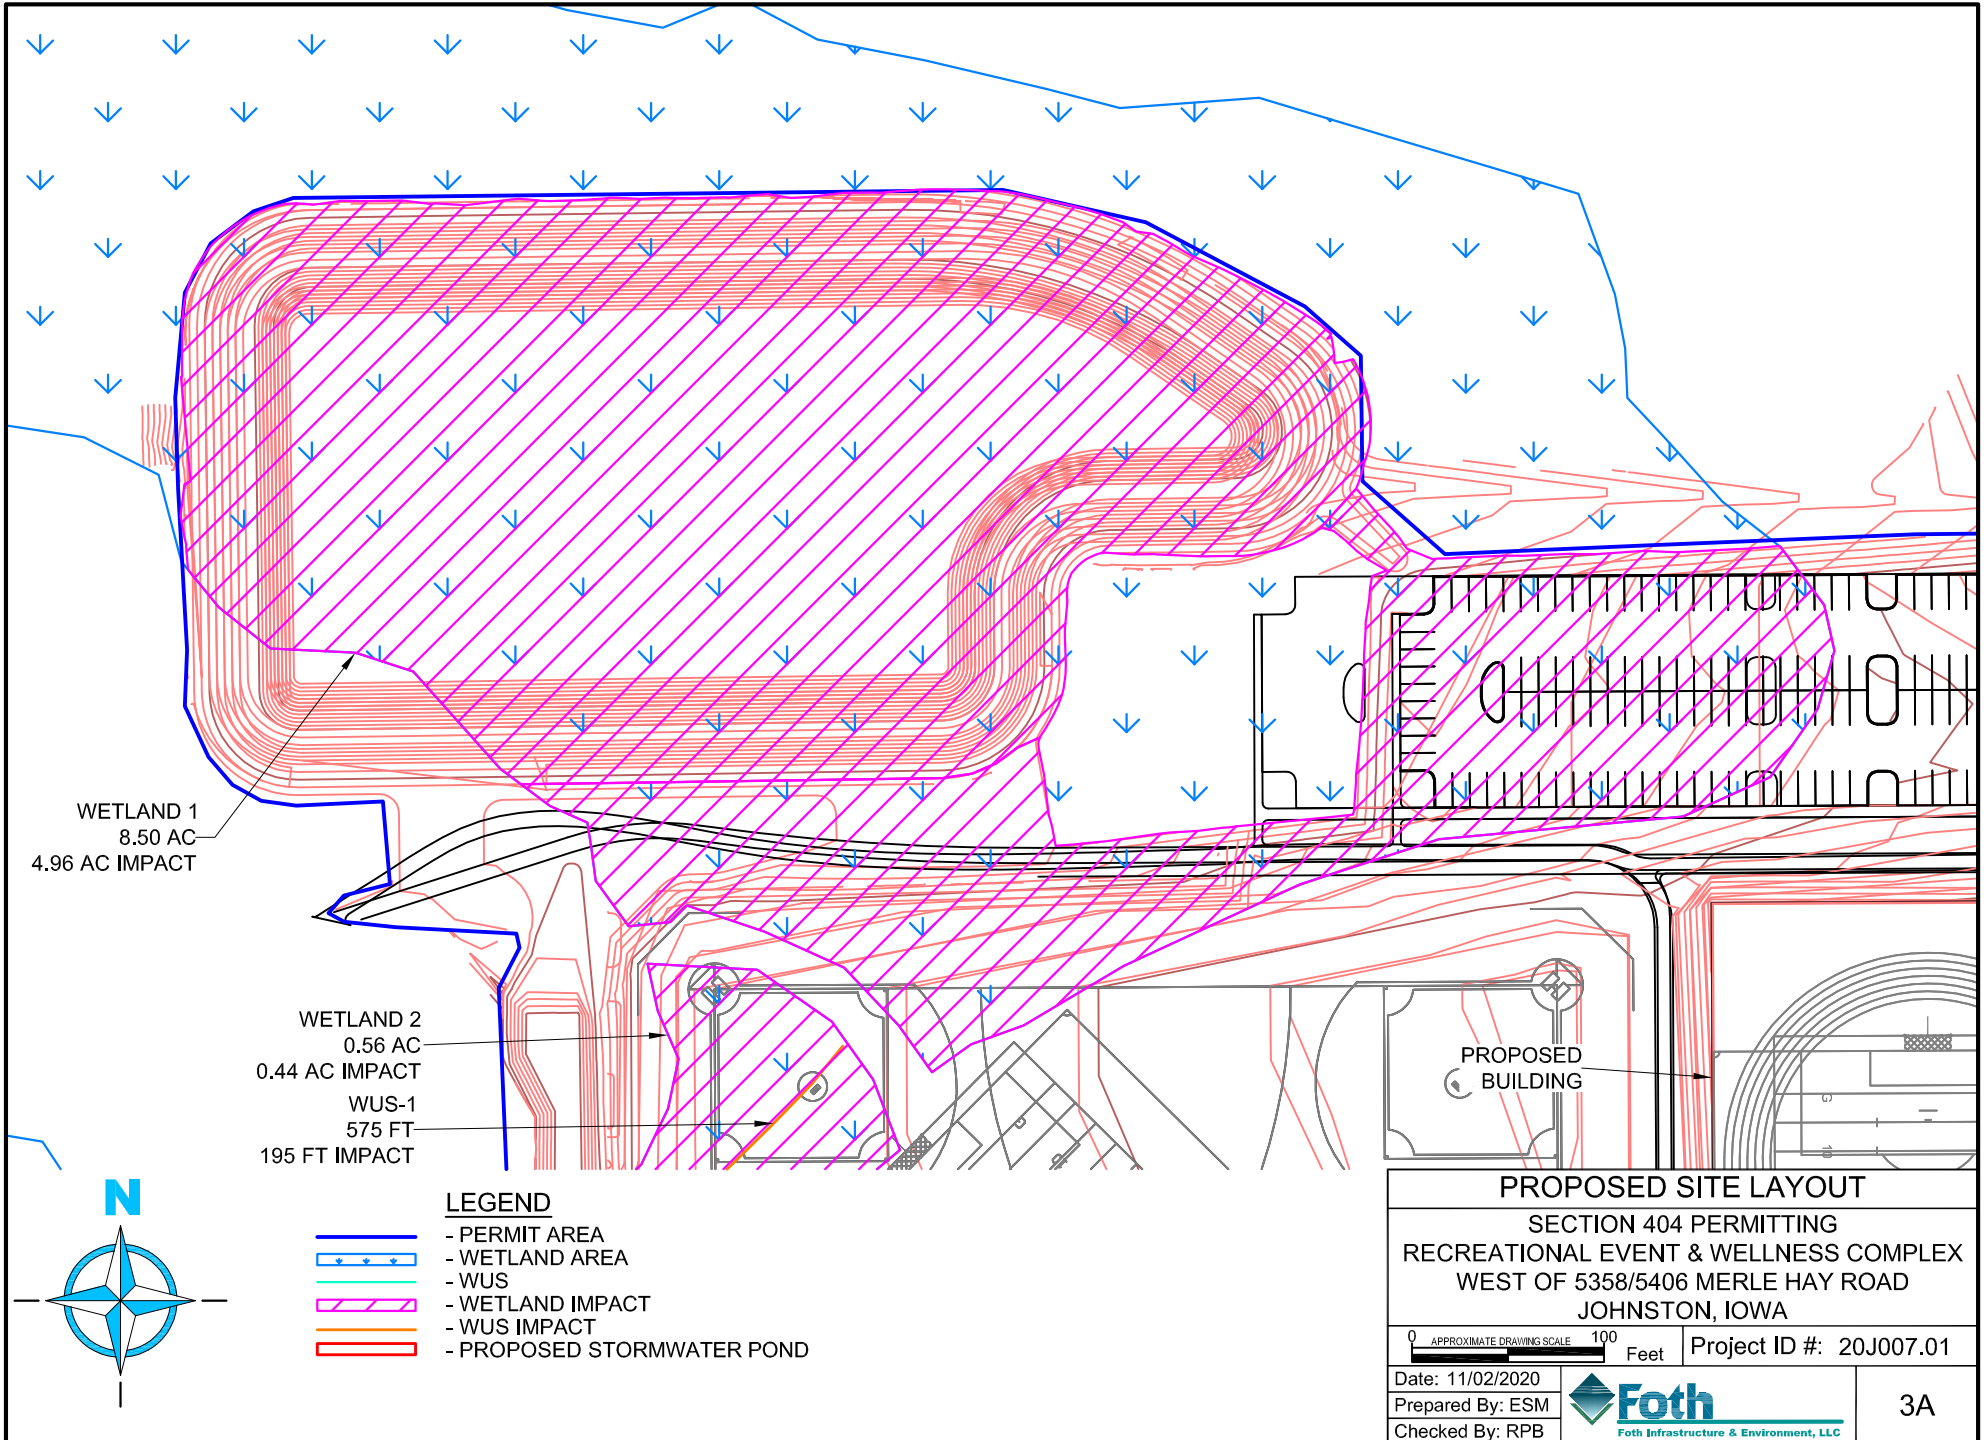 WETLAND 1
8.50 AC
4.96 AC IMPACT
WETLAND 2
0.56 AC
0.44 AC IMPACT
WUS-1
575 FT
195 FT IMPACT
PROPOSED
BUILDING
G
10
N
LEGEND
- PERMIT AREA
- WETLAND AREA
- WUS
- WETLAND IMPACT
- WUS IMPACT
- PROPOSED STORMWATER POND
PROPOSED SITE LAYOUT
SECTION 404 PERMITTING
RECREATIONAL EVENT & WELLNESS COMPLEX
WEST OF 5358/5406 MERLE HAY ROAD
JOHNSTON, IOWA
0 APPROXIMATE DRAWING SCALE 100
Feet
Project ID #: 20J007.01
Date: 11/02/2020
Prepared By: ESM
Checked By: RPB
Foth
Foth Infrastructure & Environment, LLC
3A